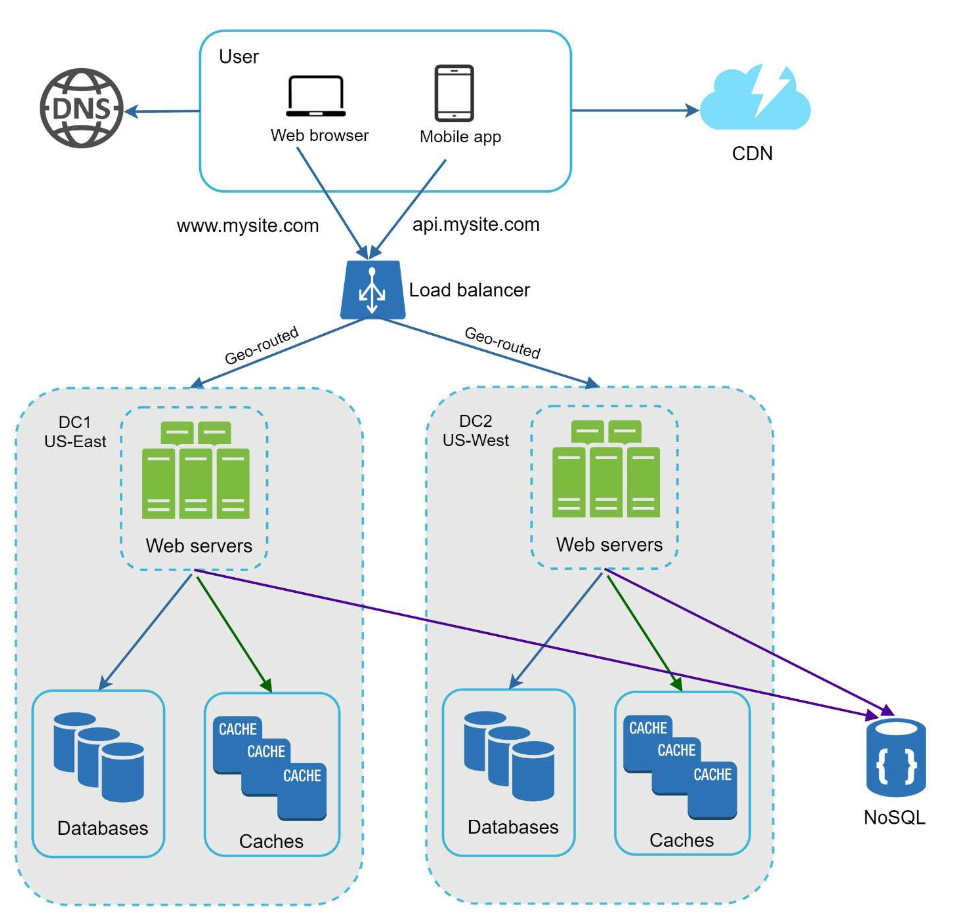 User
DNS
Web browser
Mobile app
CDN
www.mysite.com
api.mysite.com
Load balancer
Geo-routed
Geo-routed
DC1
US-East
Web servers
DC2
US-West
Web servers
CACHE
CACHE
CACHE
Databases
Caches
CACHE
CACHE
CACHE
Databases
Caches
{ }
NoSQL